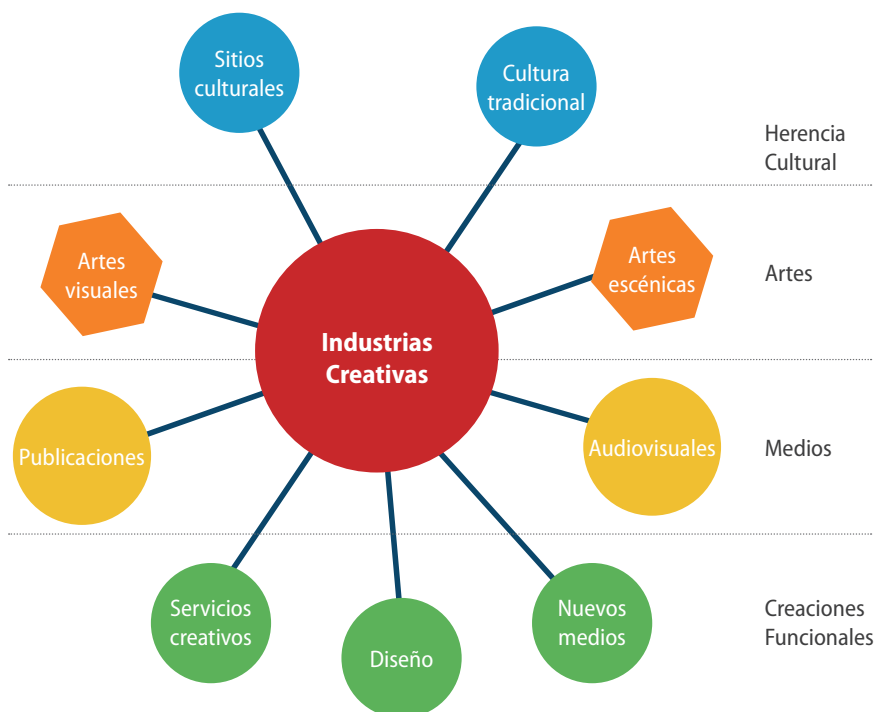 Sitios
culturales
Cultura
tradicional
Herencia
Cultural
Artes
visuales
Artes
escénicas
Artes
Industrias
Creativas
Publicaciones
Audiovisuales
Medios
Servicios
creativos
Diseño
Nuevos
medios
Creaciones
Funcionales